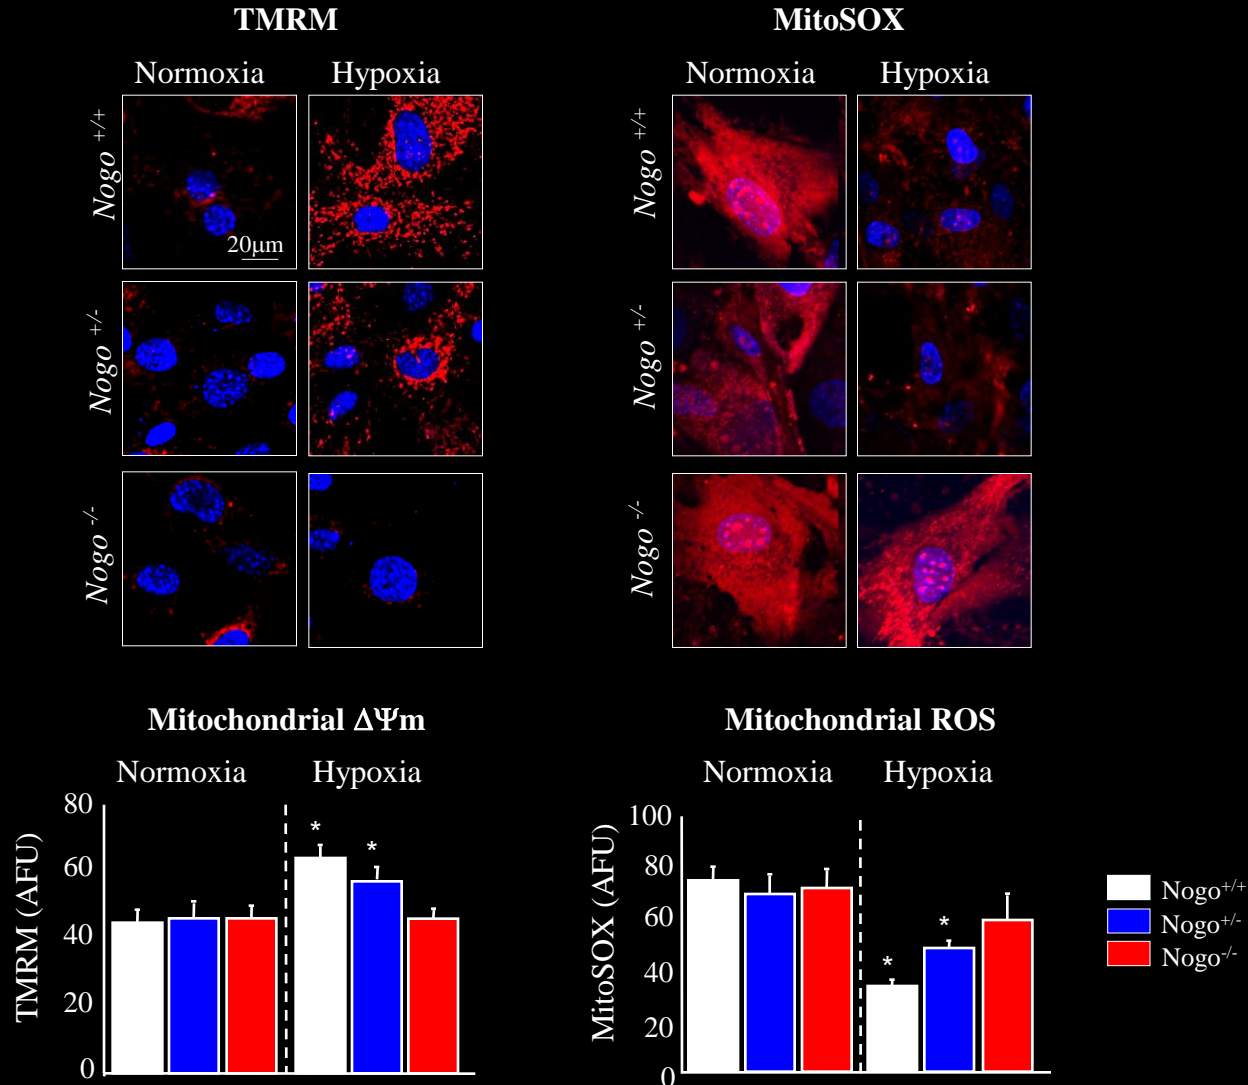 TMRM
MitoSOX
Normoxia
Hypoxia
Normoxia
Hypoxia
Nogo +/+
20μm
Nogo +/+
Nogo +/-
Nogo +/-
Nogo -/-
Nogo -/-
Mitochondrial ΔΨm
Mitochondrial ROS
Normoxia
Hypoxia
Normoxia
Hypoxia
TMRM (AFU)
80
60
40
20
0
*
*
MitoSOX (AFU)
100
80
60
40
20
0
*
*
Nogo+/+
Nogo+/-
Nogo-/-